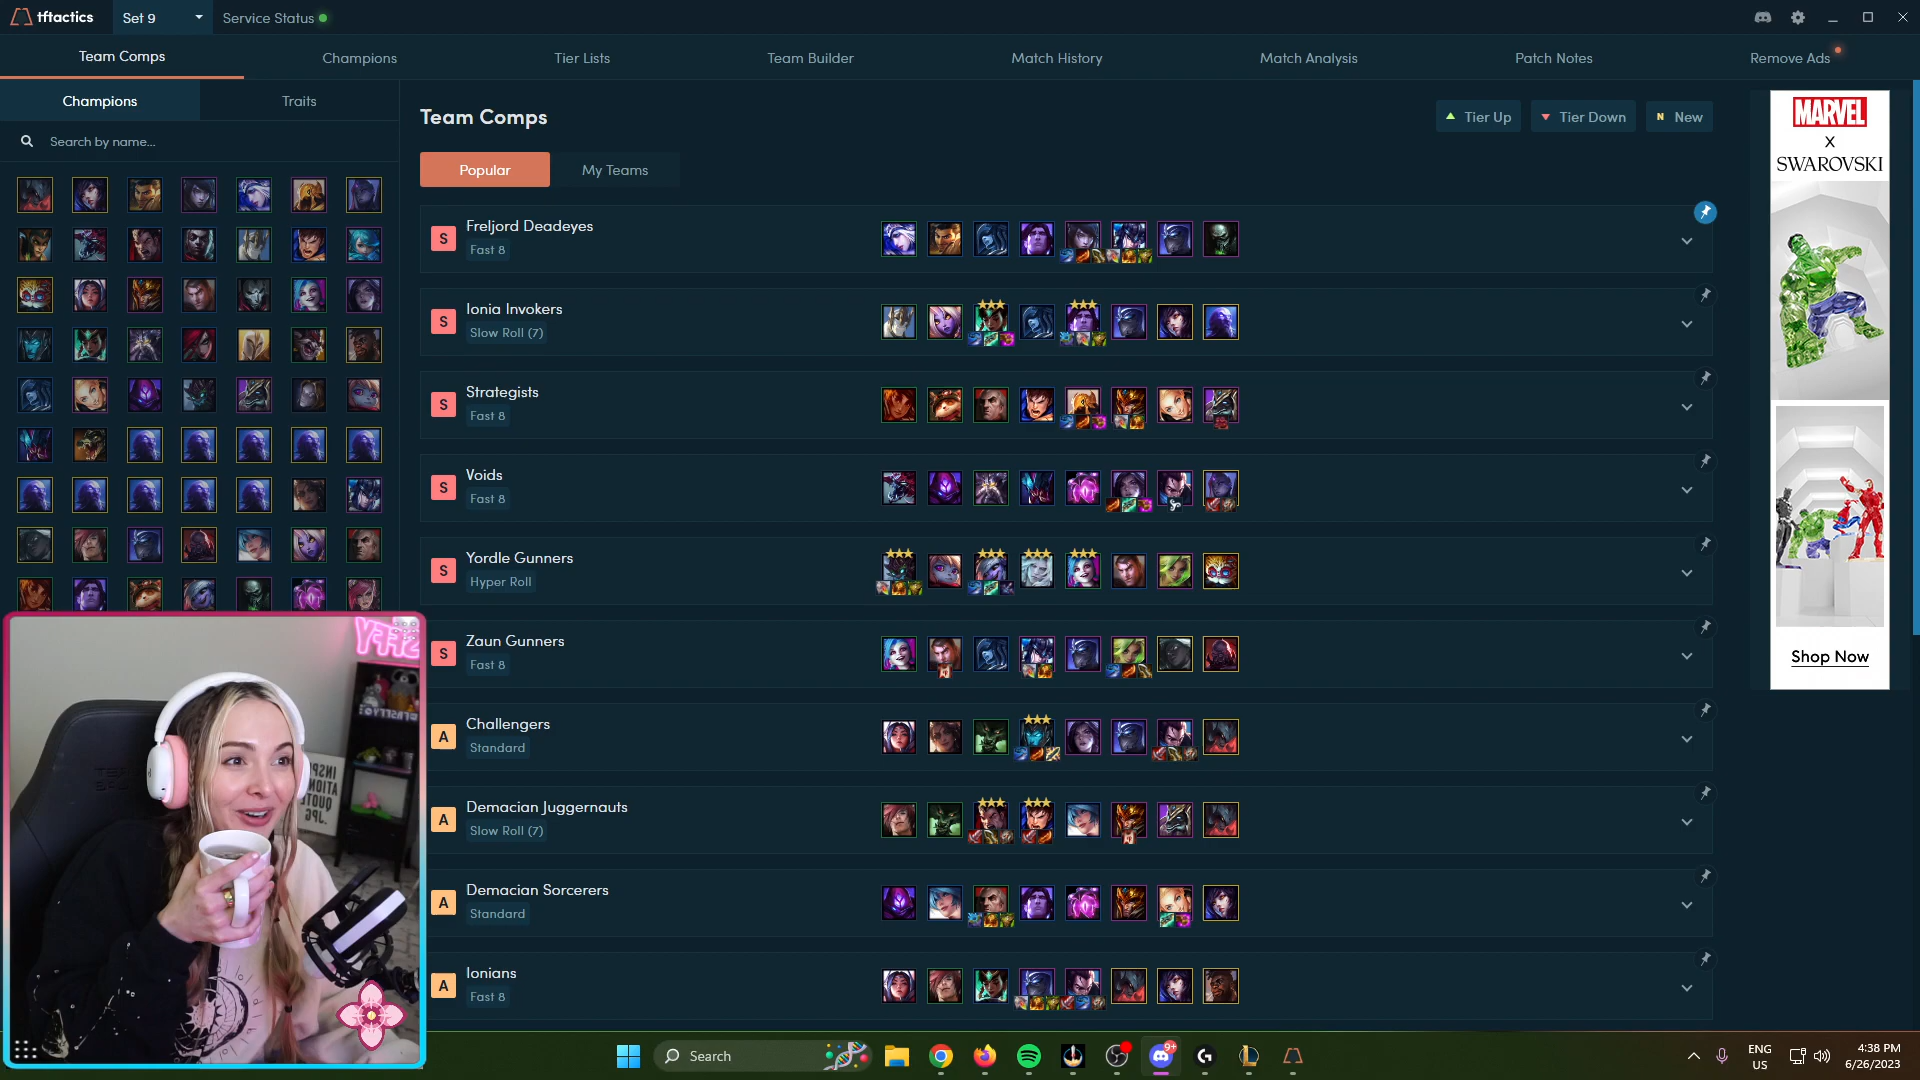 tftactics
Set 9
Service Status
Team Comps
Champions
Tier Lists
Team Builder
Match History
Match Analysis
Patch Notes
Remove Ads
Champions
Traits
Search by name...
Team Comps
Tier Up
Tier Down
N New
Popular
My Teams
S Freljord Deadeyes
Fast 8
S Ionia Invokers
Slow Roll (7)
S Strategists
Fast 8
S Voids
Fast 8
S Yordle Gunners
Hyper Roll
S Zaun Gunners
Fast 8
A Challengers
Standard
A Demacian Juggernauts
Slow Roll (7)
A Demacian Sorcerers
Standard
A Ionians
Fast 8
MARVEL
X
SWAROVSKI
Shop Now
INSPIRATION
QUOTE
.JPG
Search
9+
ENG
US
4:38 PM
6/26/2023